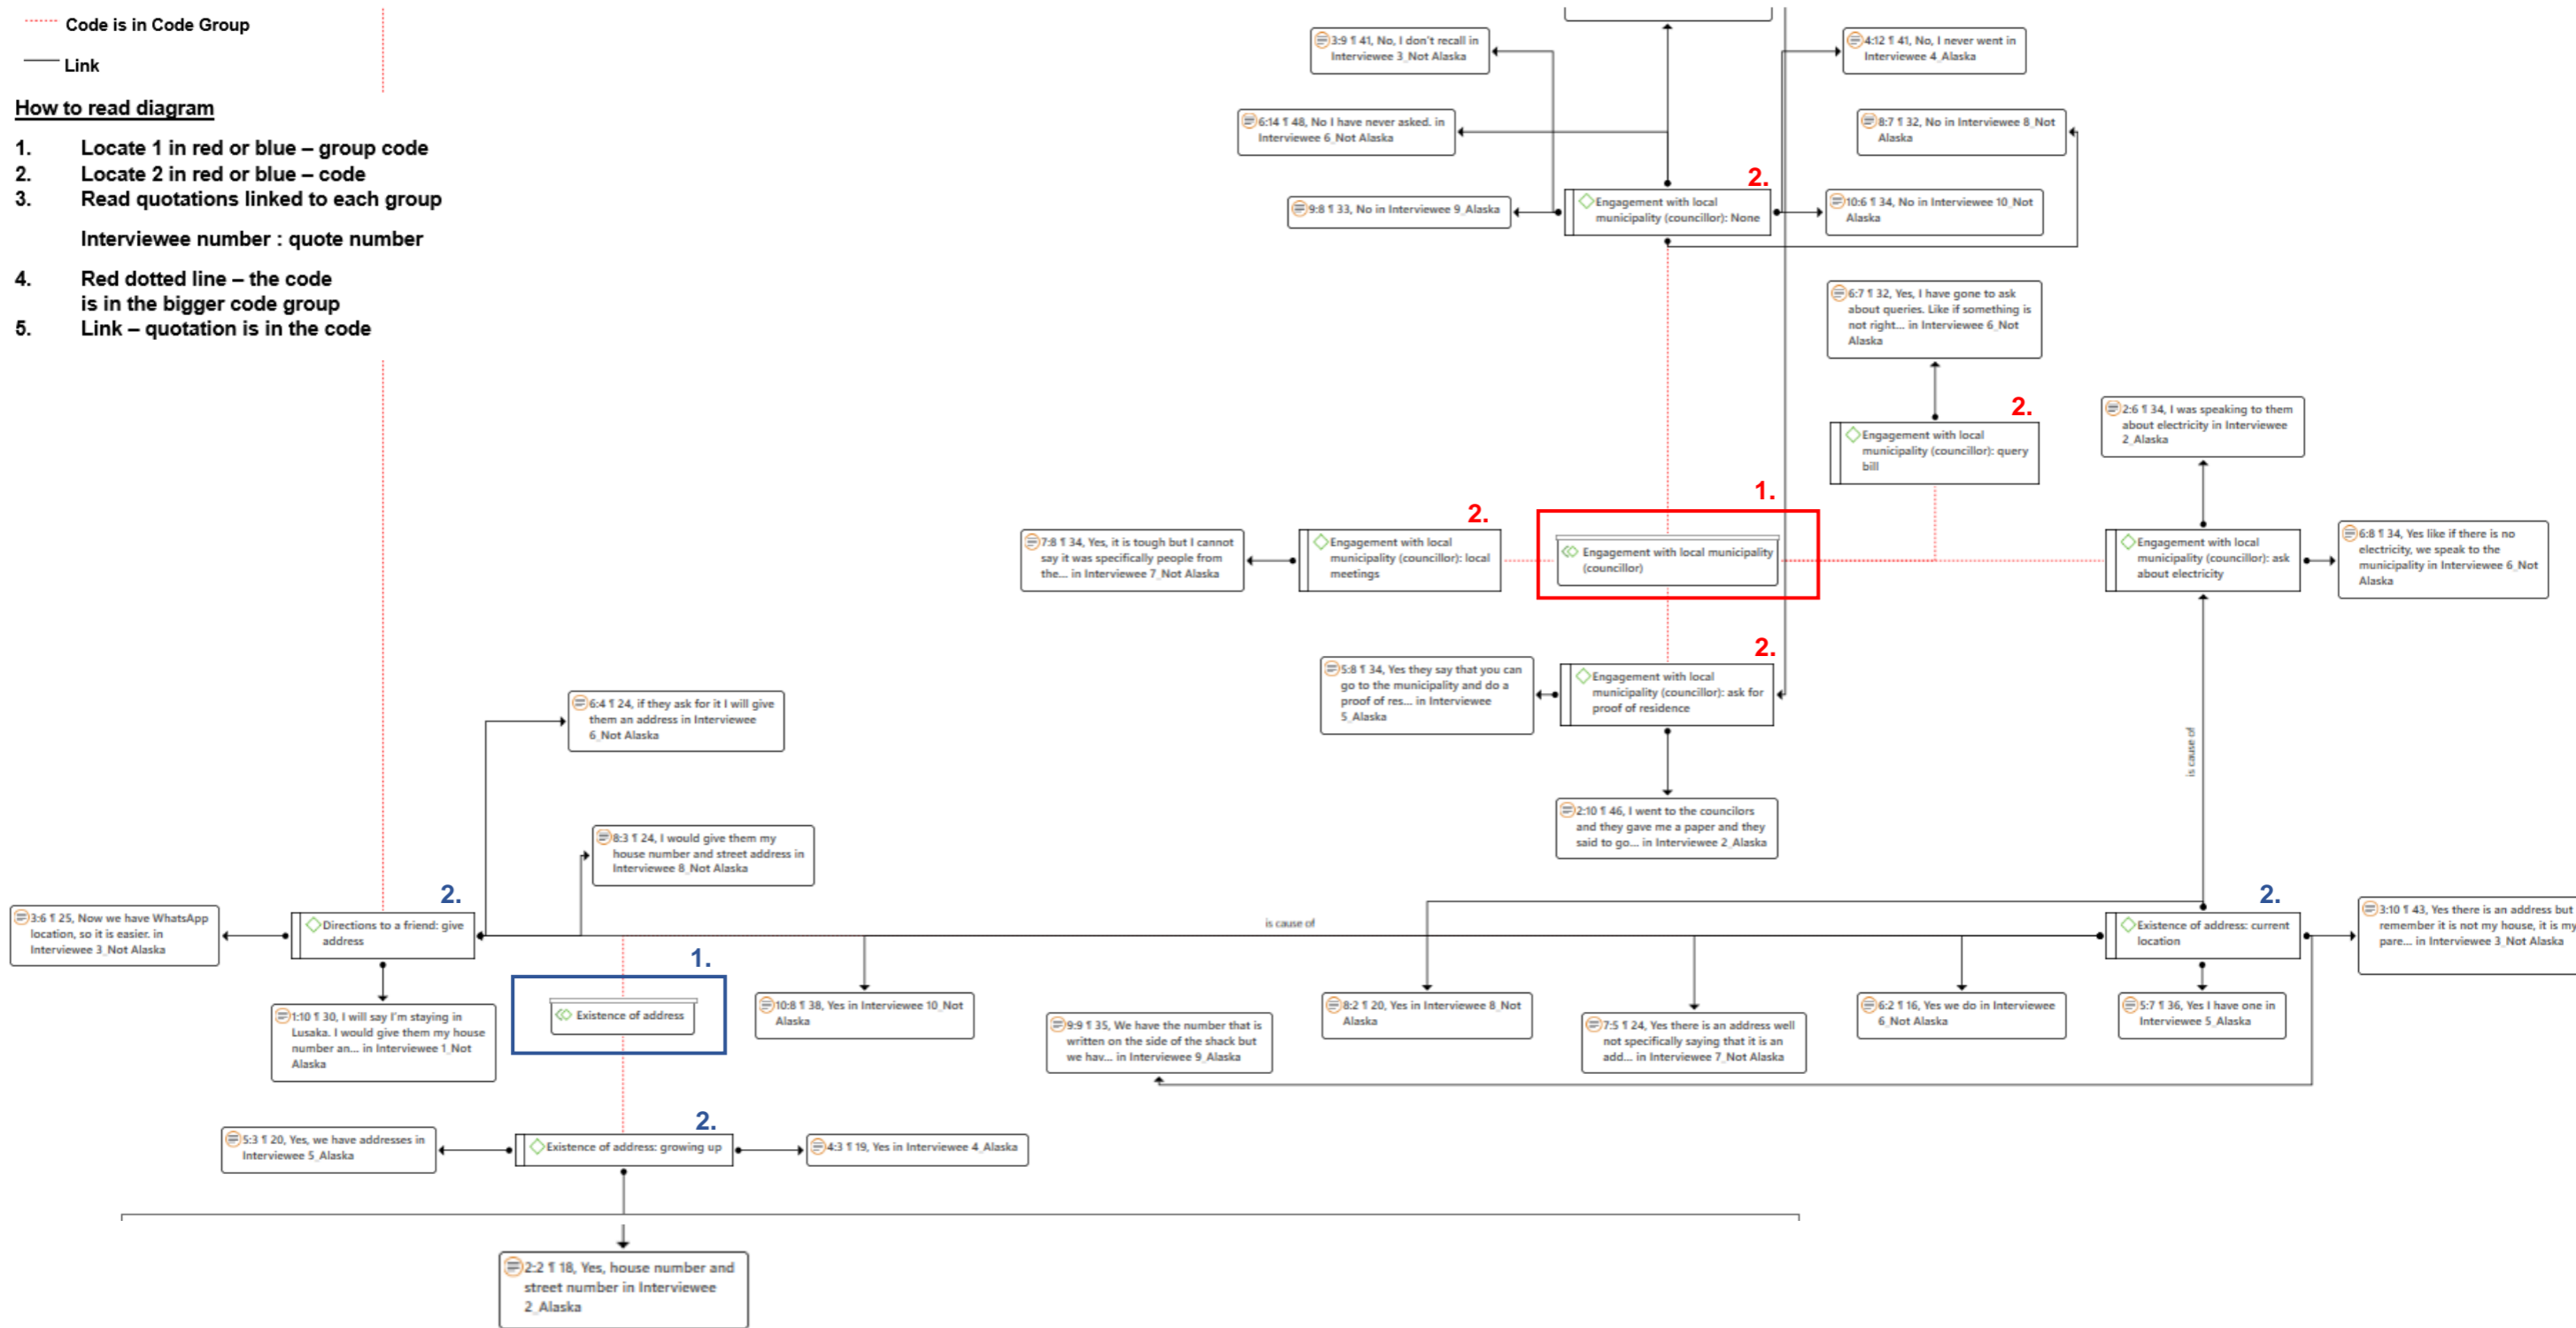 Code is in Code Group
Link
How to read diagram
1. Locate 1 in red or blue – group code
2. Locate 2 in red or blue – code
3. Read quotations linked to each group
Interviewee number : quote number
4. Red dotted line – the code
is in the bigger code group
5. Link – quotation is in the code
3:9 ¶ 41, No, I don't recall in
Interviewee 3_Not Alaska
4:12 ¶ 41, No, I never went in
Interviewee 4_Alaska
6:14 ¶ 48, No I have never asked. in
Interviewee 6_Not Alaska
8:7 ¶ 32, No in Interviewee 8_Not
Alaska
2.
9:8 ¶ 33, No in Interviewee 9_Alaska
Engagement with local
municipality (councillor): None
10:6 ¶ 34, No in Interviewee 10_Not
Alaska
6:7 ¶ 32, Yes, I have gone to ask
about queries. Like if something is
not right... in Interviewee 6_Not
Alaska
2.
Engagement with local
municipality (councillor): query
bill
2:6 ¶ 34, I was speaking to them
about electricity in Interviewee
2_Alaska
1.
2.
7:8 ¶ 34, Yes, it is tough but I cannot
say it was specifically people from
the... in Interviewee 7_Not Alaska
Engagement with local
municipality (councillor): local
meetings
Engagement with local municipality
(councillor)
Engagement with local
municipality (councillor): ask
about electricity
6:8 ¶ 34, Yes like if there is no
electricity, we speak to the
municipality in Interviewee 6_Not
Alaska
2.
5:8 ¶ 34, Yes they say that you can
go to the municipality and do a
proof of res... in Interviewee
5_Alaska
Engagement with local
municipality (councillor): ask for
proof of residence
6:4 ¶ 24, if they ask for it I will give
them an address in Interviewee
6_Not Alaska
is cause of
2:10 ¶ 46, I went to the councilors
and they gave me a paper and they
said to go... in Interviewee 2_Alaska
8:3 ¶ 24, I would give them my
house number and street address in
Interviewee 8_Not Alaska
2.
2.
3:6 ¶ 25, Now we have WhatsApp
location, so it is easier. in
Interviewee 3_Not Alaska
Directions to a friend: give
address
is cause of
Existence of address: current
location
3:10 ¶ 43, Yes there is an address but
remember it is not my house, it is my
pare... in Interviewee 3_Not Alaska
1.
1:10 ¶ 30, I will say I'm staying in
Lusaka. I would give them my house
number an... in Interviewee 1_Not
Alaska
Existence of address
10:8 ¶ 38, Yes in Interviewee 10_Not
Alaska
9:9 ¶ 35, We have the number that is
written on the side of the shack but
we hav... in Interviewee 9_Alaska
8:2 ¶ 20, Yes in Interviewee 8_Not
Alaska
7:5 ¶ 24, Yes there is an address well
not specifically saying that it is an
add... in Interviewee 7_Not Alaska
6:2 ¶ 16, Yes we do in Interviewee
6_Not Alaska
5:7 ¶ 36, Yes I have one in
Interviewee 5_Alaska
2.
5:3 ¶ 20, Yes, we have addresses in
Interviewee 5_Alaska
Existence of address: growing up
4:3 ¶ 19, Yes in Interviewee 4_Alaska
2:2 ¶ 18, Yes, house number and
street number in Interviewee
2_Alaska